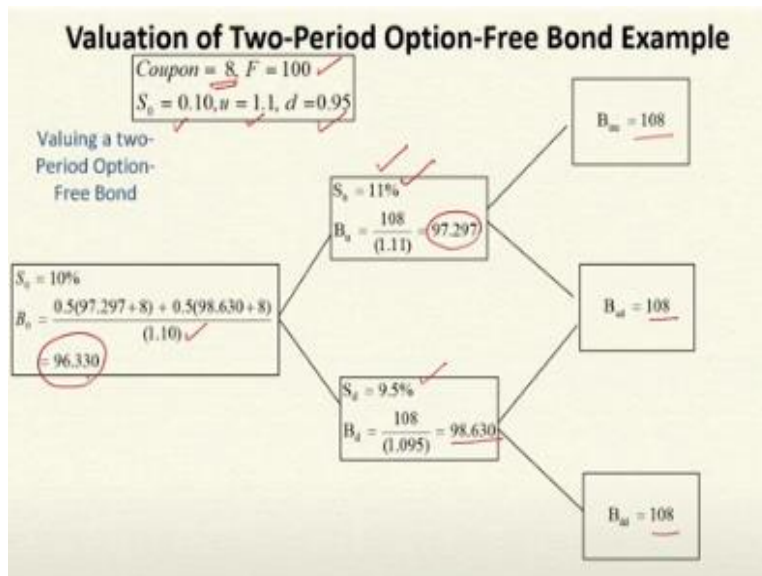 Valuation of Two-Period Option-Free Bond Example
Coupon = 8, F = 100
S₀ = 0.10, u = 1.1, d = 0.95
Valuing a two-
Period Option-
Free Bond
S₀ = 10%
B₀ = 0.5(97.297+8) + 0.5(98.630+8)
(1.10)
= 96.330
Sᵤ = 11%
Bᵤ = 108 = 97.297
(1.11)
S_d = 9.5%
B_d = 108 = 98.630
(1.095)
Bᵤᵤ = 108
Bᵤd = 108
B_dd = 108